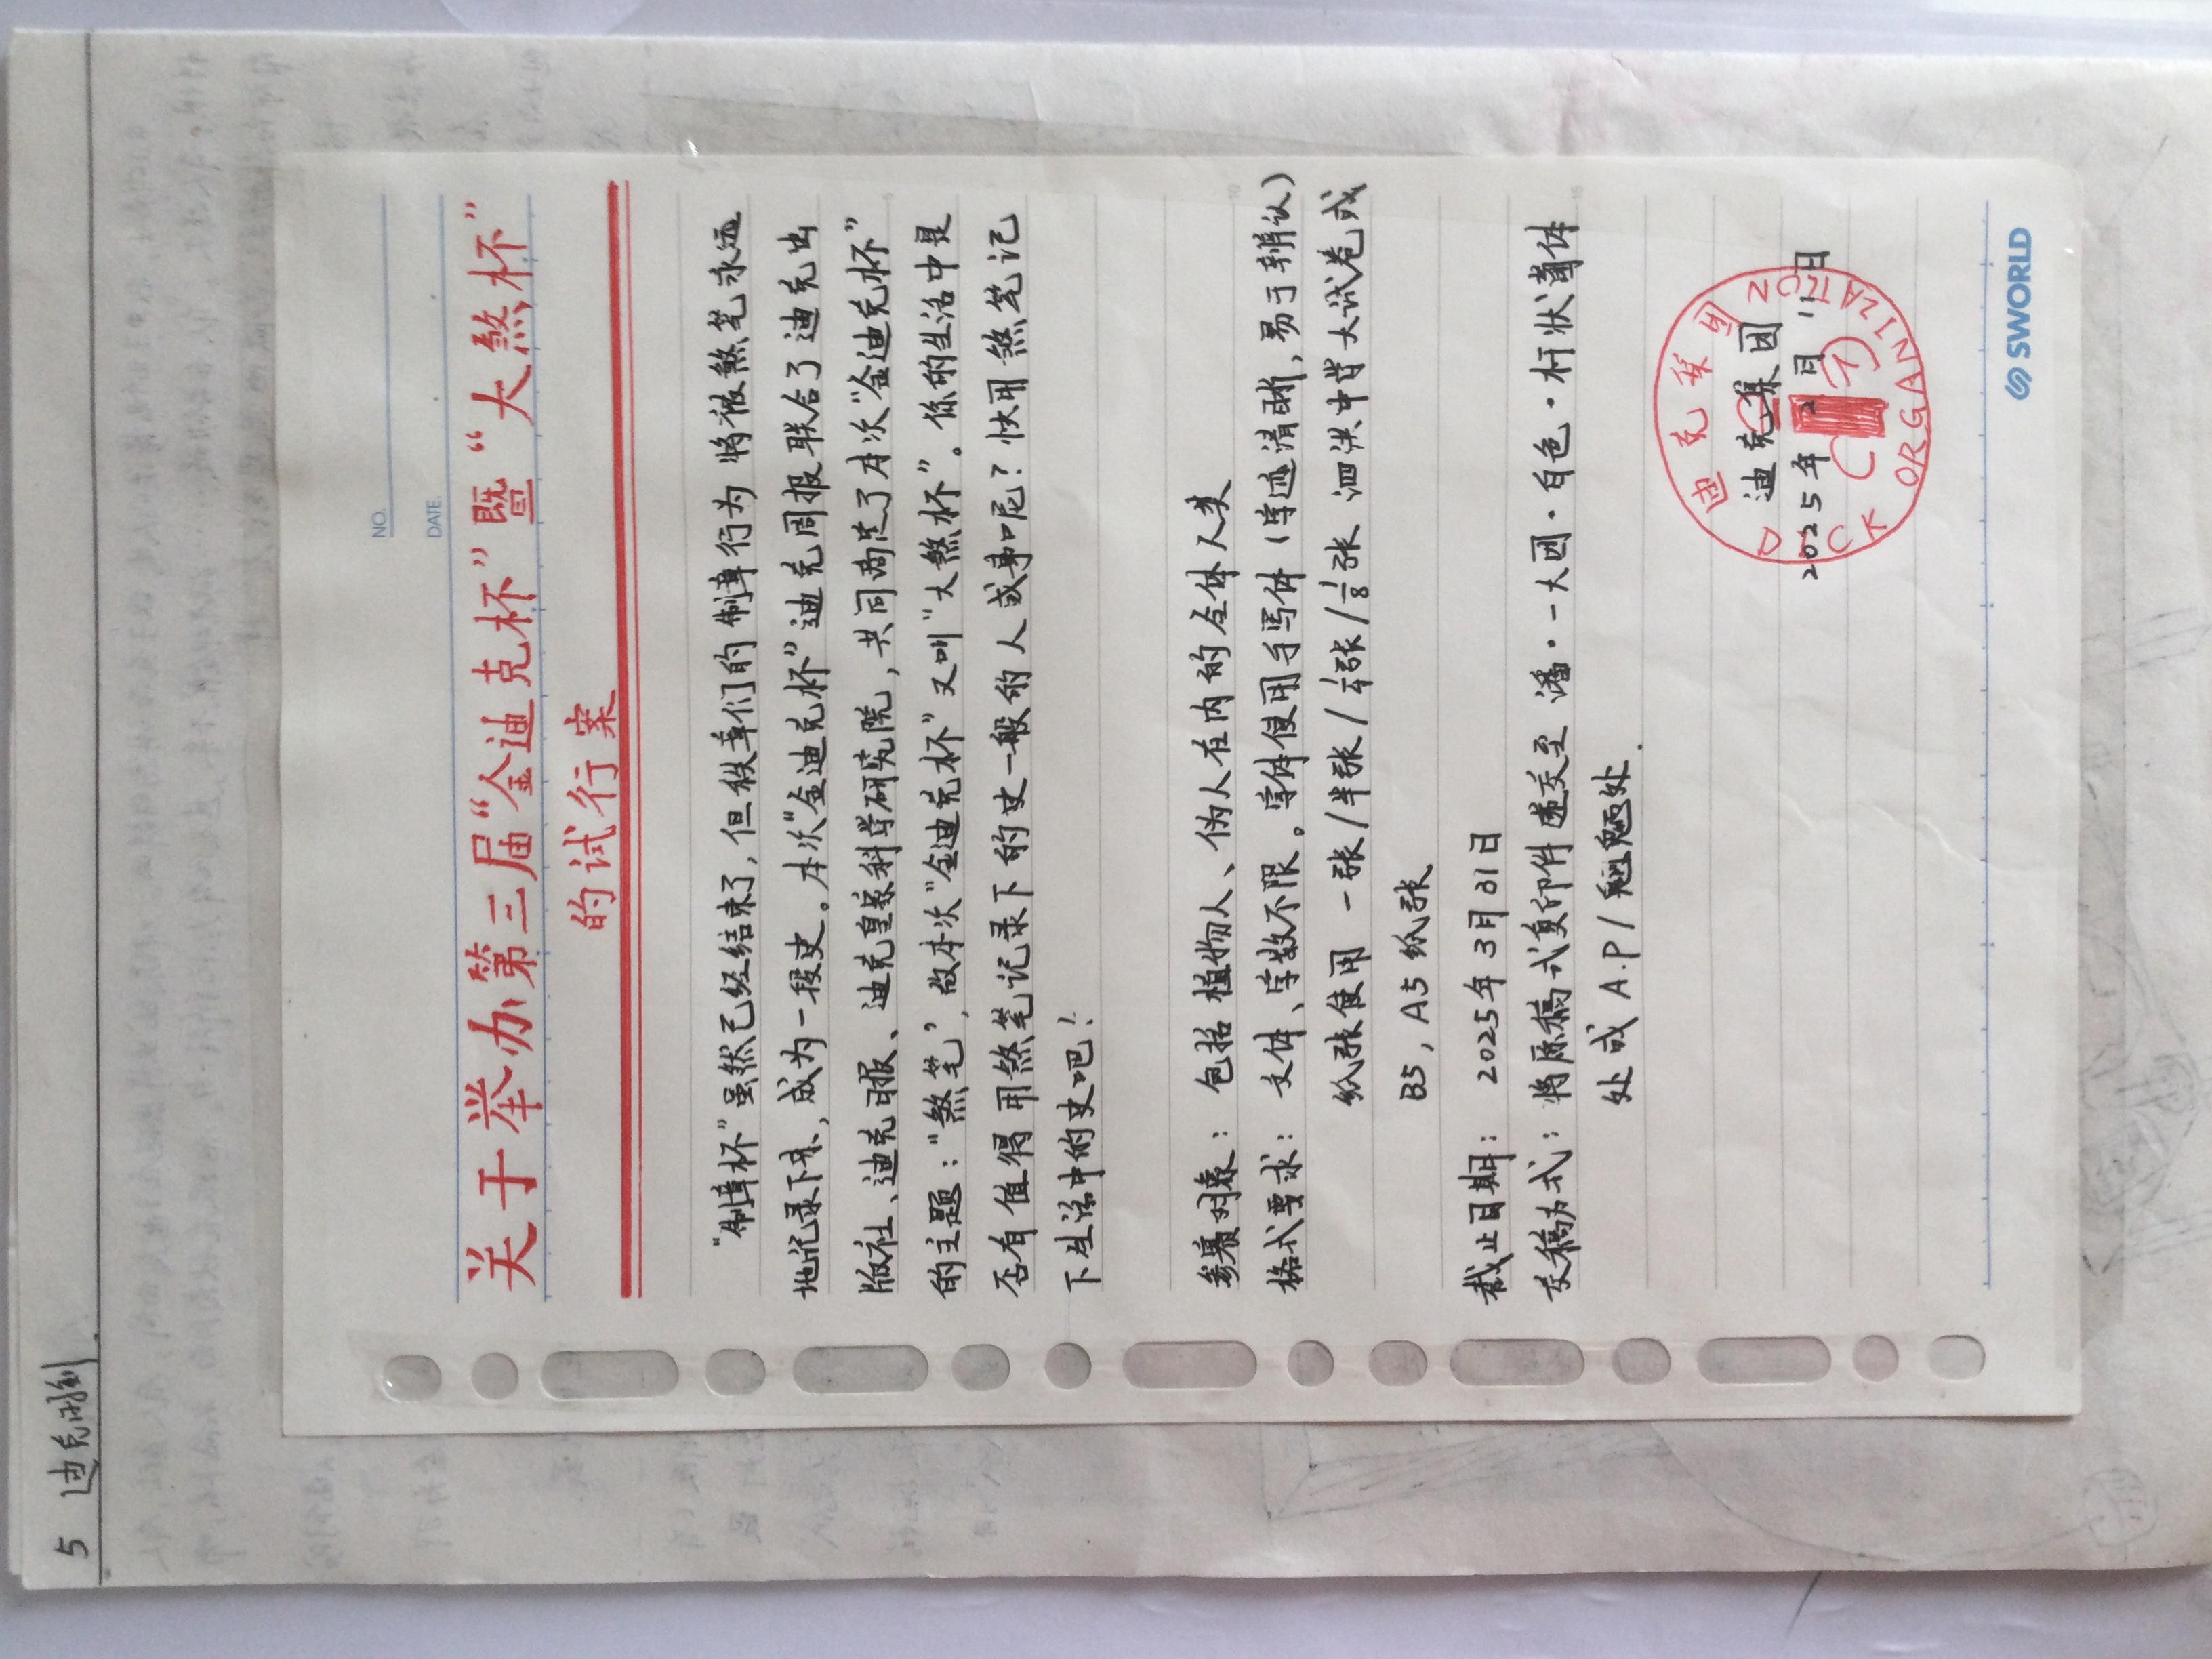 5 迪克周刊
NO.
DATE.
关于举办第三届“金迪克杯”暨“大煞杯”
的试行案
“制章杯”虽然已经结束了，但秩章们的制章行为将被煞笔永远
地记录下来，成为一段史。本次“金迪克杯”迪克周报联合了迪克出
版社、迪克日报、迪克皇家科学研究院，共同商定了本次“金迪克杯”
的主题：“煞笔”，故本次“金迪克杯”又叫“大煞杯”。你的生活中是
否有值得用煞笔记录下的史一般的人或事呢？快用煞笔记
下生活中的史吧！
参赛对象：包括植物人、伪人在内的全体人类
格式要求：文体、字数不限。字体使用手写体（字迹清晰，易于辨认）
纸张使用 一张/半张/1/4张/1/8张 泗洪中学大试卷或
B5，A5纸张
截止日期：2025年3月31日
交稿方式：将原稿或复印件递交至 潘·一大团·白色·杆状菌体
处或 A.P/魍魉处.
迪克集团
迪克集团
2025年2月11日
DICK ORGANIZATION
SWORLD